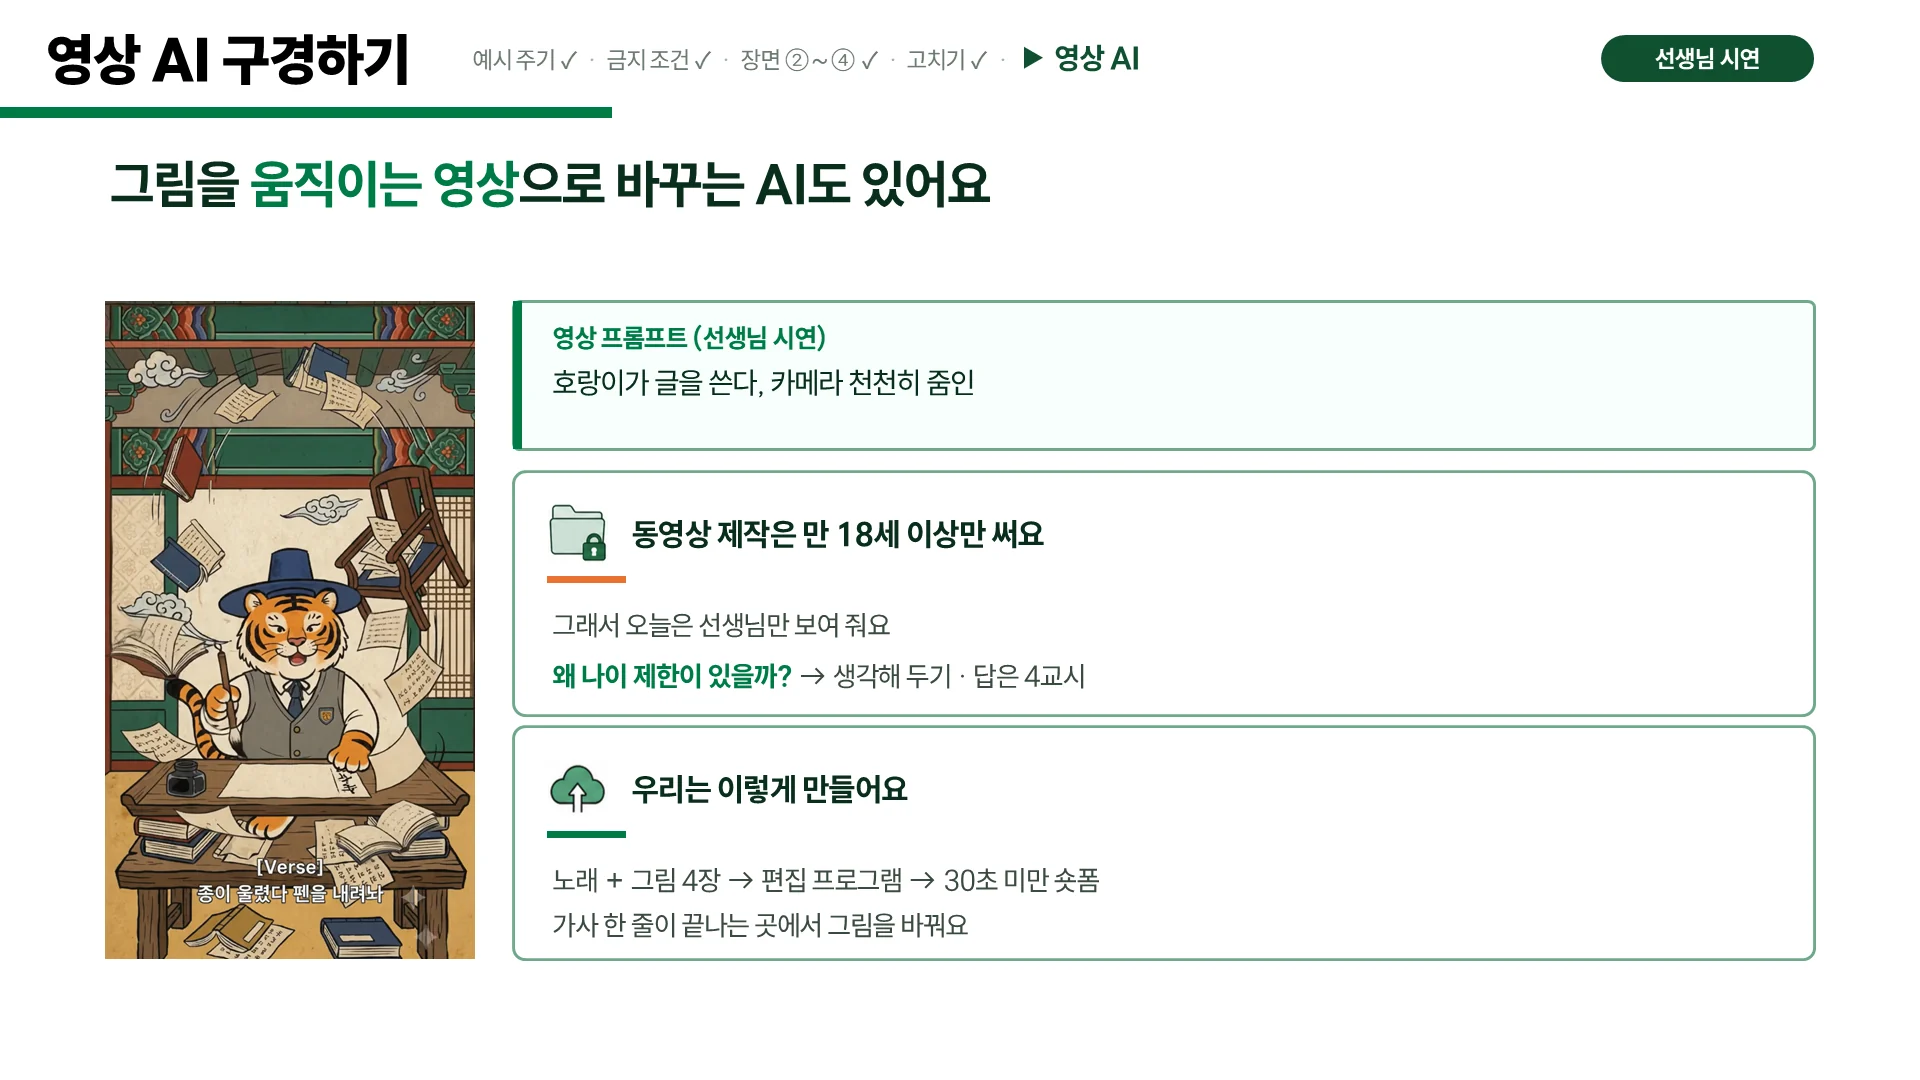 영상 AI 구경하기
예시 주기 ✓ · 금지 조건 ✓ · 장면 ②~④ ✓ · 고치기 ✓ · ▶ 영상 AI
선생님 시연
그림을 움직이는 영상으로 바꾸는 AI도 있어요
영상 프롬프트 (선생님 시연)
호랑이가 글을 쓴다, 카메라 천천히 줌인
동영상 제작은 만 18세 이상만 써요
그래서 오늘은 선생님만 보여 줘요
왜 나이 제한이 있을까? → 생각해 두기 · 답은 4교시
우리는 이렇게 만들어요
노래 + 그림 4장 → 편집 프로그램 → 30초 미만 숏폼
가사 한 줄이 끝나는 곳에서 그림을 바꿔요
[Verse]
종이 울렸다 펜을 내려놔